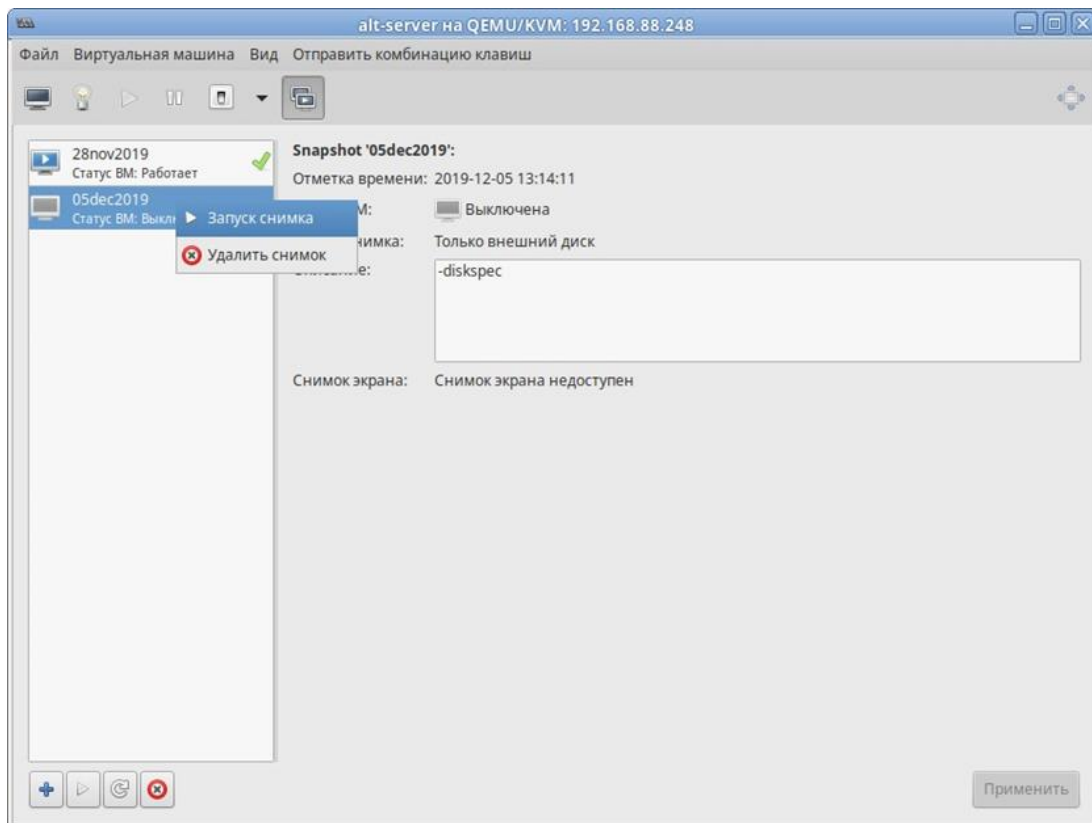 alt-server на QEMU/KVM: 192.168.88.248
Файл Виртуальная машина Вид Отправить комбинацию клавиш
28nov2019
Статус ВМ: Работает
05dec2019
Статус ВМ:
Запуск снимка
Удалить снимок
Snapshot '05dec2019':
Отметка времени: 2019-12-05 13:14:11
М: Выключена
нимка: Только внешний диск
-diskspec
Снимок экрана: Снимок экрана недоступен
Применить